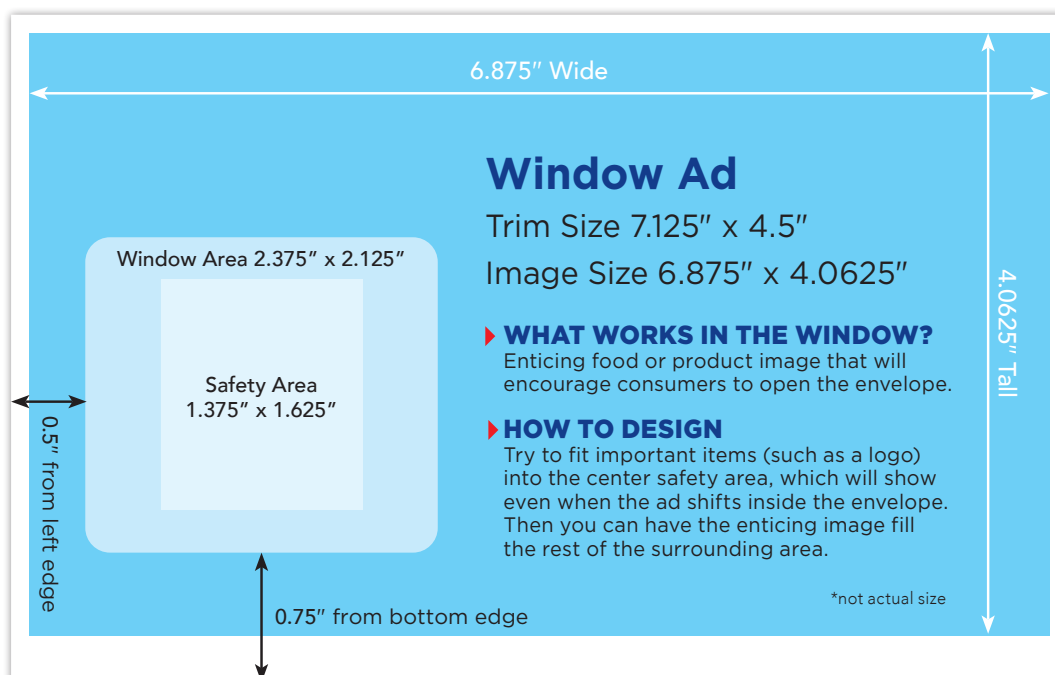 6.875" Wide
Window Ad
Trim Size 7.125" x 4.5"
Image Size 6.875" x 4.0625"
4.0625" Tall
Window Area 2.375" x 2.125"
Safety Area
1.375" x 1.625"
0.5" from left edge
0.75" from bottom edge
WHAT WORKS IN THE WINDOW?
Enticing food or product image that will
encourage consumers to open the envelope.
HOW TO DESIGN
Try to fit important items (such as a logo)
into the center safety area, which will show
even when the ad shifts inside the envelope.
Then you can have the enticing image fill
the rest of the surrounding area.
*not actual size